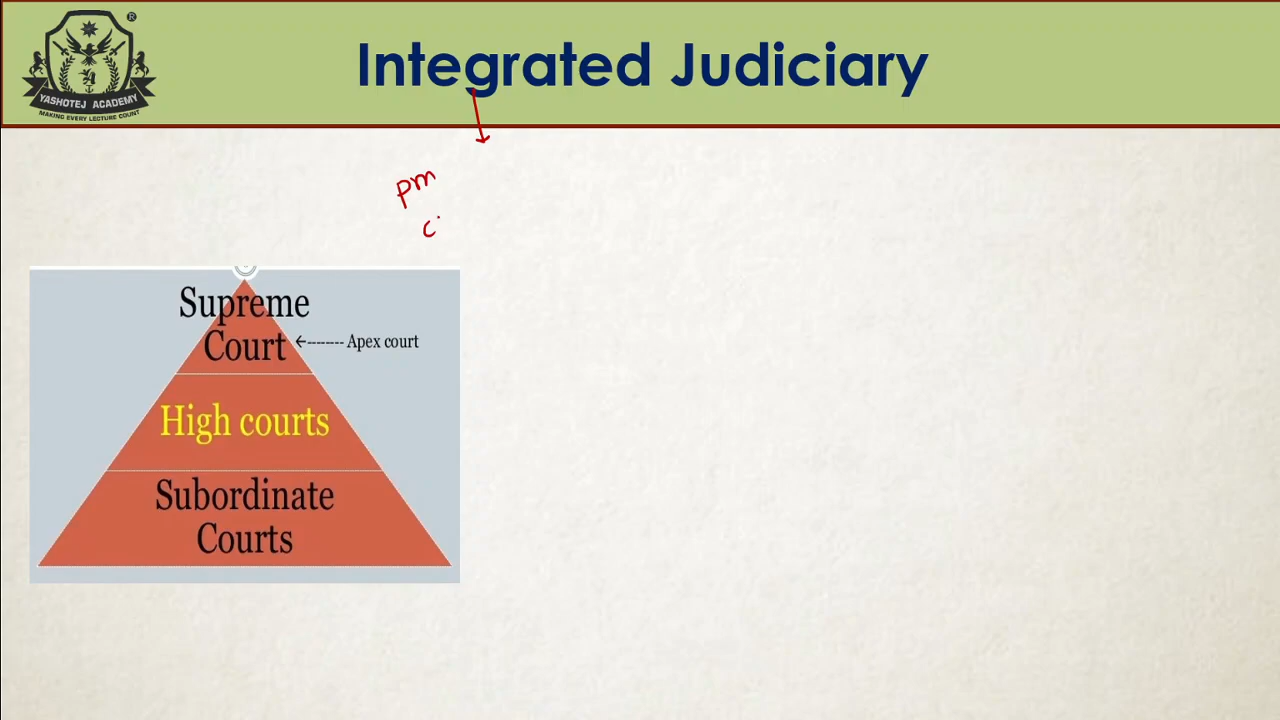 Integrated Judiciary
YASHOTEJ ACADEMY
MAKING EVERY LECTURE COUNT
®
pm
Supreme
Court
<-------- Apex court
High courts
Subordinate
Courts